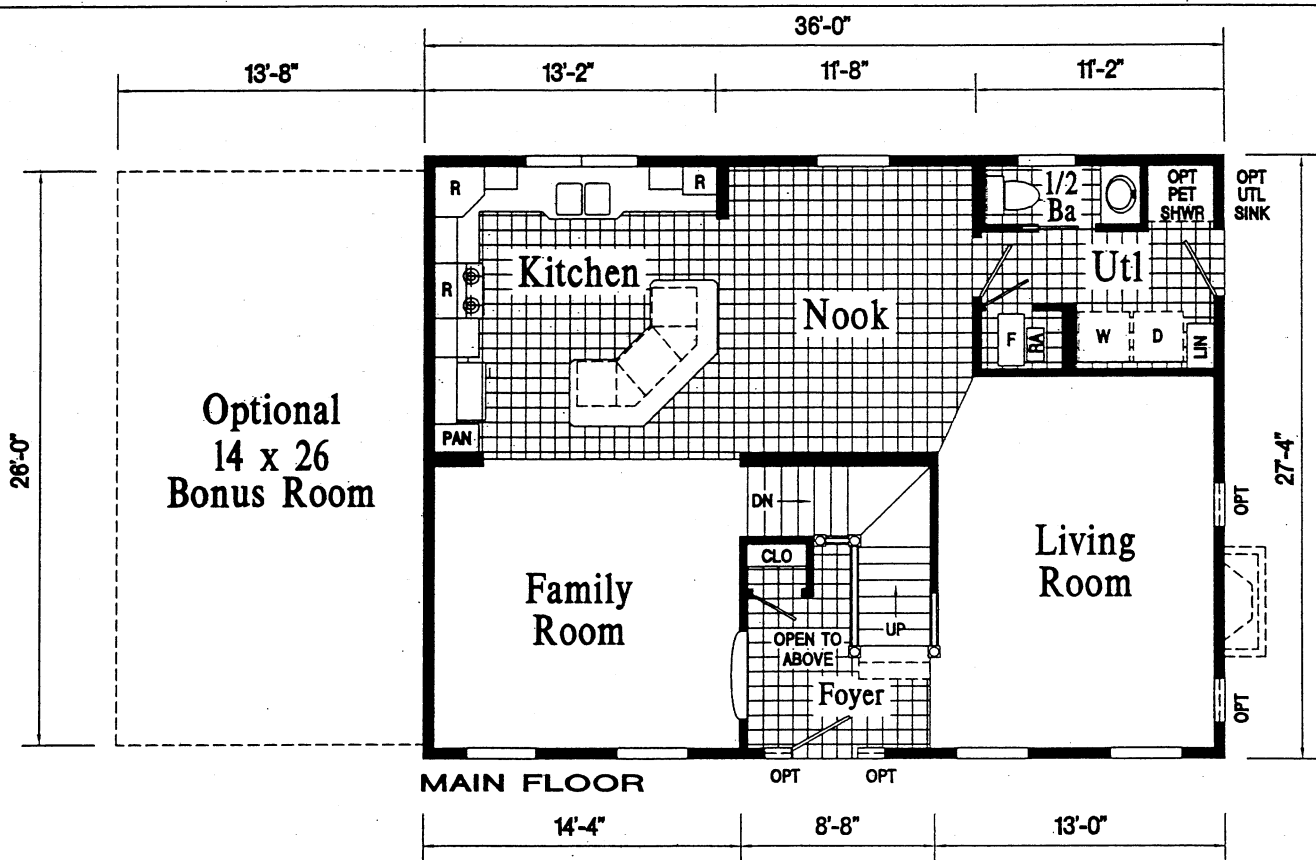 36'-0"
13'-8"
13'-2"
11'-8"
11'-2"
R
R
1/2
Ba
OPT
PET
SHWR
OPT
UTL
SINK
Kitchen
Utl
R
Nook
F
RA
W
D
LIN
Optional
14 x 26
Bonus Room
PAN
26'-0"
27'-4"
DN
OPT
CLO
Living
Room
Family
Room
UP
OPEN TO
ABOVE
Foyer
OPT
MAIN FLOOR
OPT
OPT
14'-4"
8'-8"
13'-0"